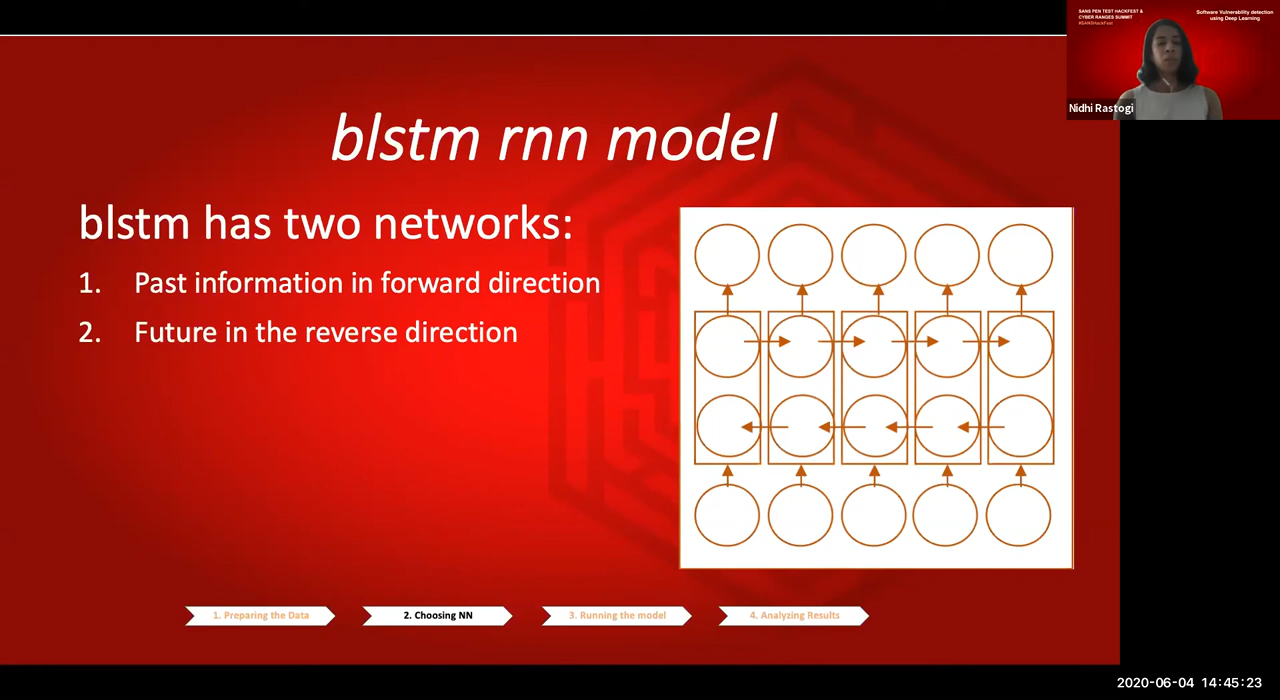 SANS PEN TEST HACKFEST &
CYBER RANGES SUMMIT
#SANSHackFest
Software Vulnerability detection
using Deep Learning
Nidhi Rastogi
blstm rnn model
blstm has two networks:
1. Past information in forward direction
2. Future in the reverse direction
1. Preparing the Data
2. Choosing NN
3. Running the model
4. Analyzing Results
2020-06-04 14:45:23